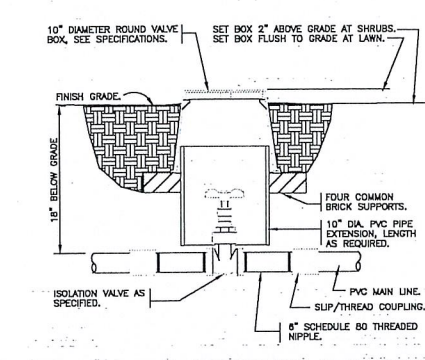 10" DIAMETER ROUND VALVE
BOX, SEE SPECIFICATIONS.
SET BOX 2" ABOVE GRADE AT SHRUBS.
SET BOX FLUSH TO GRADE AT LAWN.
FINISH GRADE.
18" BELOW GRADE
FOUR COMMON
BRICK SUPPORTS.
10" DIA. PVC PIPE
EXTENSION, LENGTH
AS REQUIRED.
ISOLATION VALVE AS
SPECIFIED.
PVC MAIN LINE.
SLIP/THREAD COUPLING.
6" SCHEDULE 80 THREADED
NIPPLE.